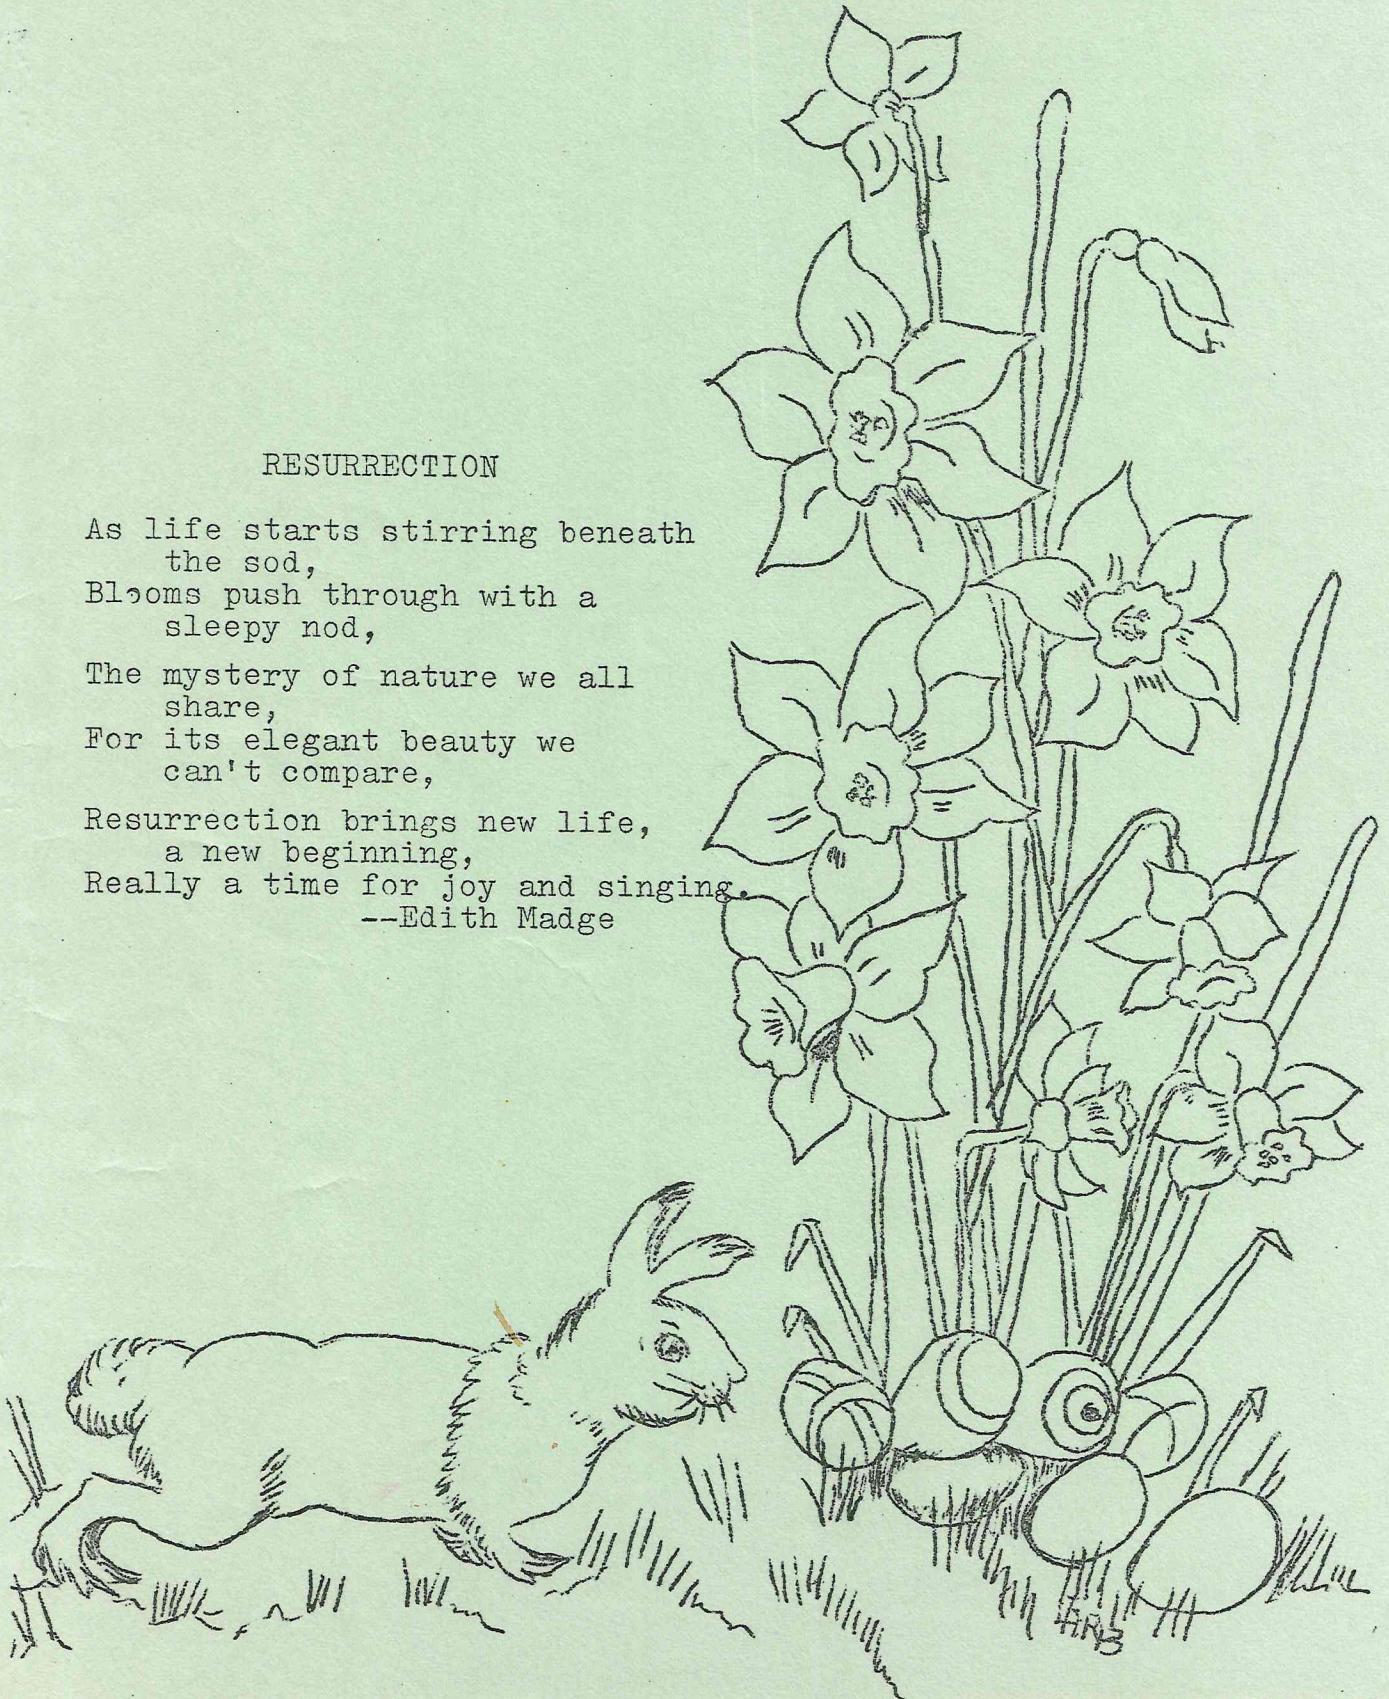 RESURRECTION
As life starts stirring beneath
the sod,
Blooms push through with a
sleepy nod,
The mystery of nature we all
share,
For its elegant beauty we
can't compare,
Resurrection brings new life,
a new beginning,
Really a time for joy and singing.
--Edith Madge